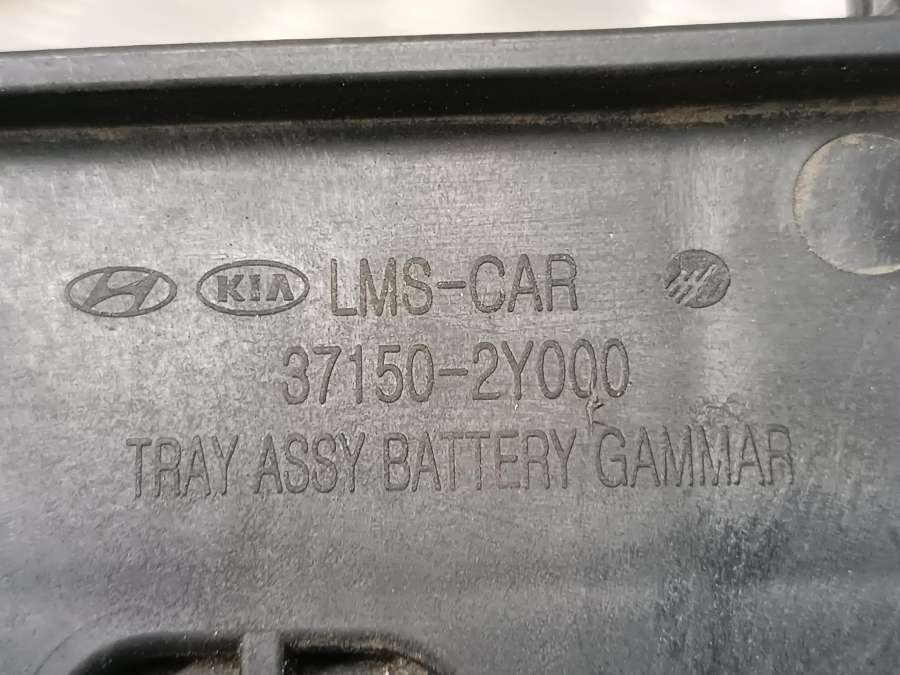 KIA LMS-CAR
37150-2Y000
TRAY ASSY BATTERY GAMMAR